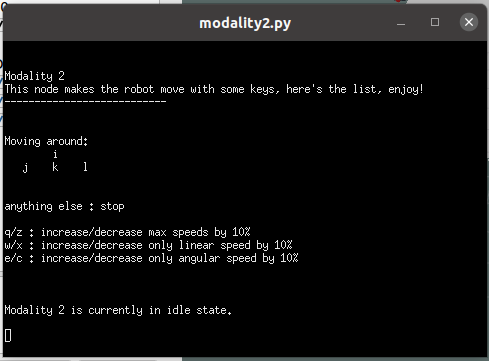 modality2.py
Modality 2
This node makes the robot move with some keys, here's the list, enjoy!
---------------------------
Moving around:
i
j k l
anything else : stop
q/z : increase/decrease max speeds by 10%
w/x : increase/decrease only linear speed by 10%
e/c : increase/decrease only angular speed by 10%
Modality 2 is currently in idle state.